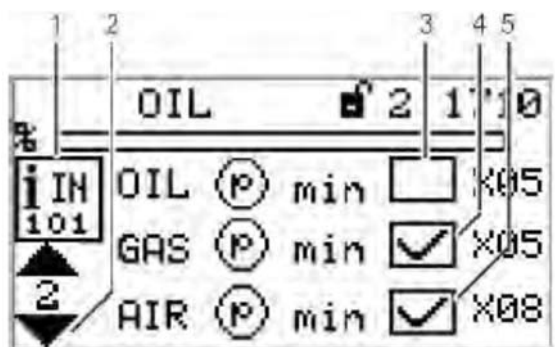 1 2 3 4 5
OIL 2 1710
i IN OIL p min X05
101
GAS p min X05
2
AIR p min X08